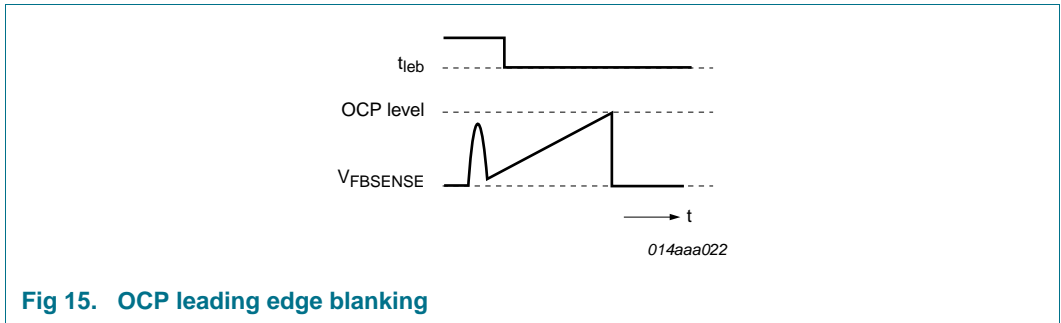 tleb
OCP level
VFBSENSE
t
014aaa022
Fig 15. OCP leading edge blanking